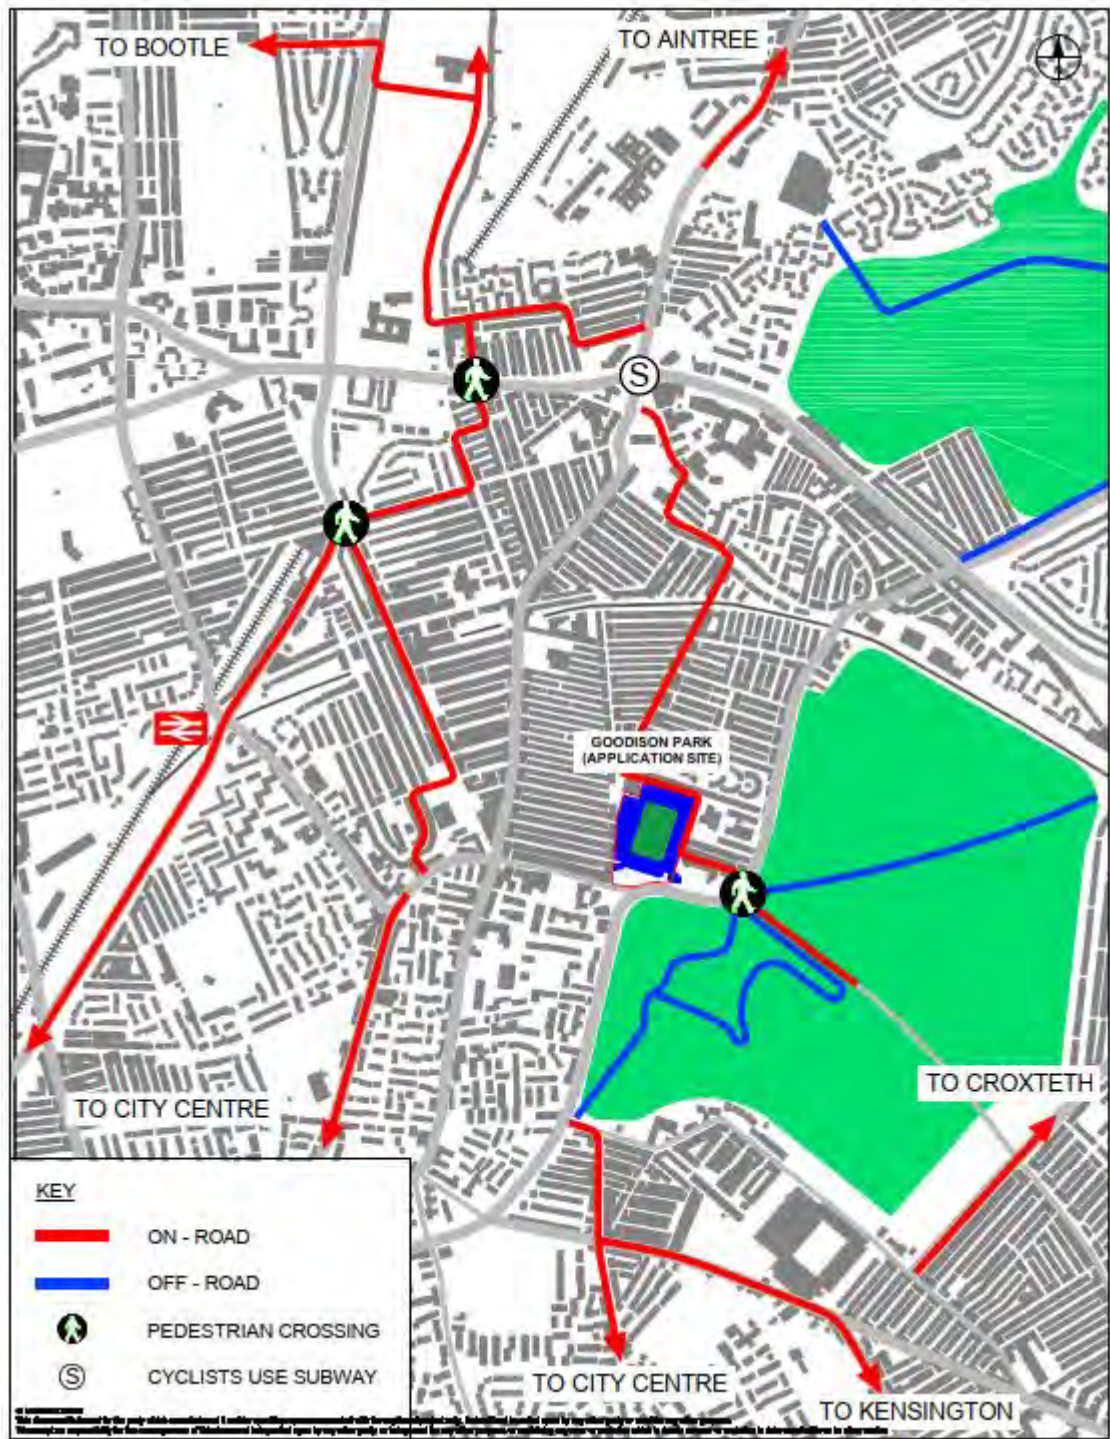 TO BOOTLE
TO AINTREE
GOODISON PARK
(APPLICATION SITE)
TO CROXTETH
TO CITY CENTRE
KEY
ON - ROAD
OFF - ROAD
PEDESTRIAN CROSSING
S
CYCLISTS USE SUBWAY
S
TO CITY CENTRE
TO KENSINGTON